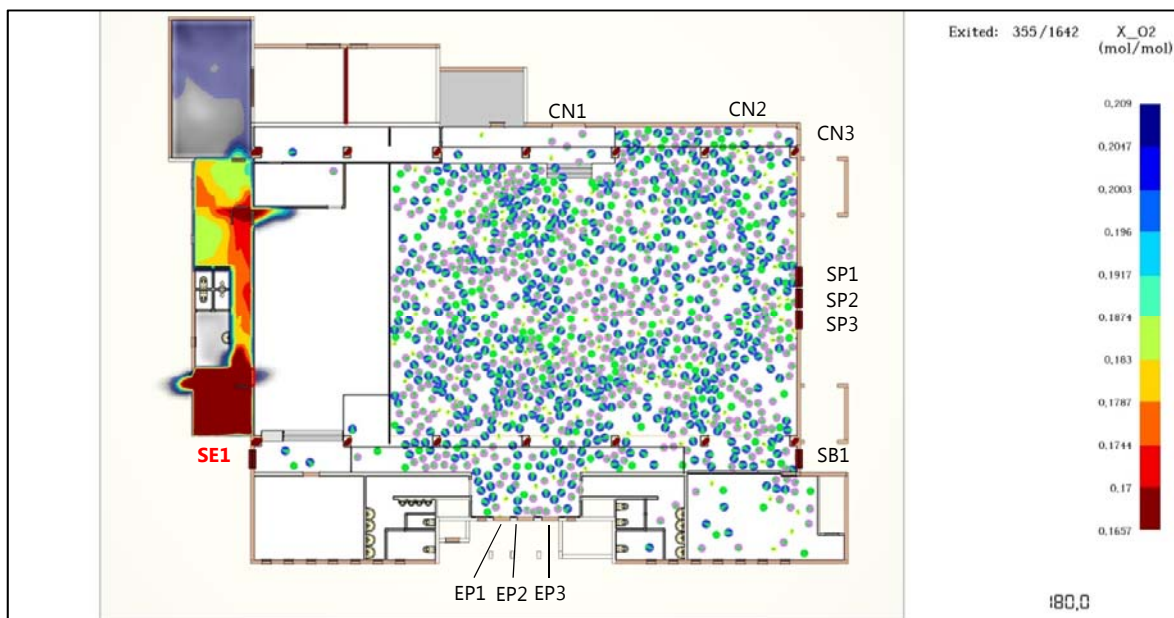 Exited: 355/1642
X_O2
(mol/mol)
CN1
CN2
CN3
SP1
SP2
SP3
SE1
SB1
EP1
EP2
EP3
0,209
0,2047
0,2003
0,196
0,1917
0,1874
0,183
0,1787
0,1744
0,17
0,1657
180,0